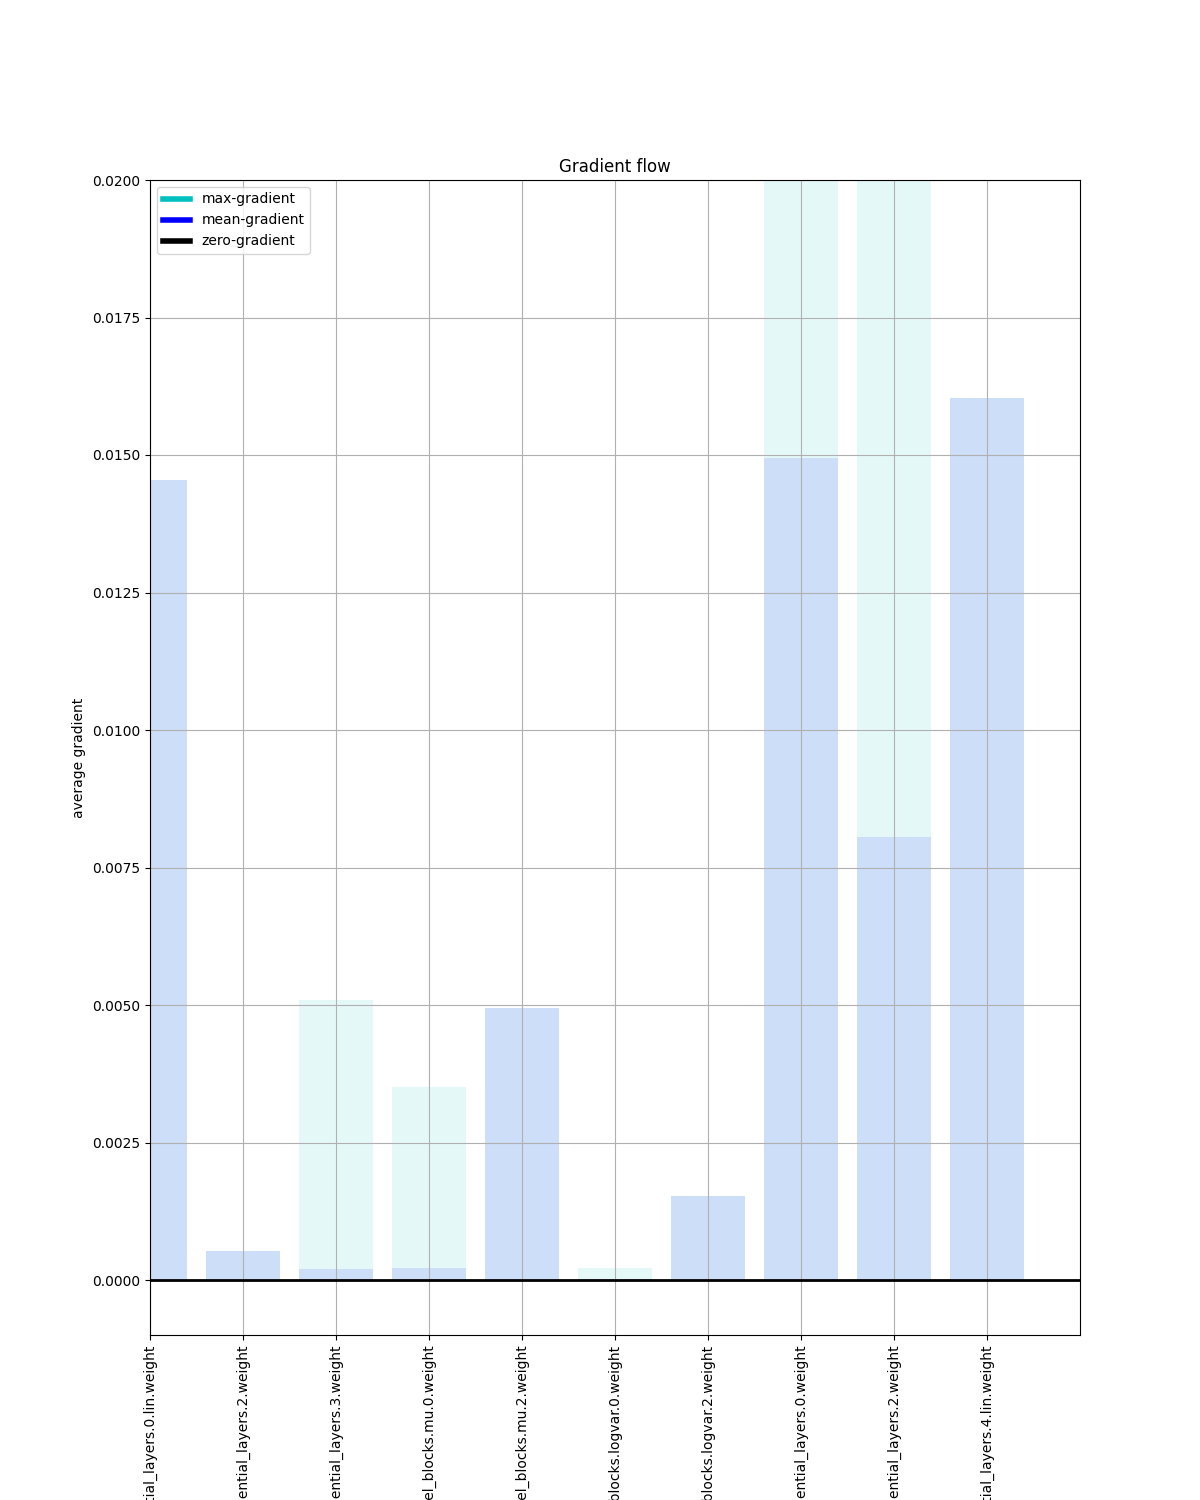 Gradient flow
max-gradient
mean-gradient
zero-gradient
0.0200
0.0175
0.0150
0.0125
0.0100
0.0075
0.0050
0.0025
0.0000
average gradient
tial_layers.0.lin.weight
ential_layers.2.weight
ential_layers.3.weight
el_blocks.mu.0.weight
el_blocks.mu.2.weight
blocks.logvar.0.weight
blocks.logvar.2.weight
ential_layers.0.weight
ential_layers.2.weight
tial_layers.4.lin.weight